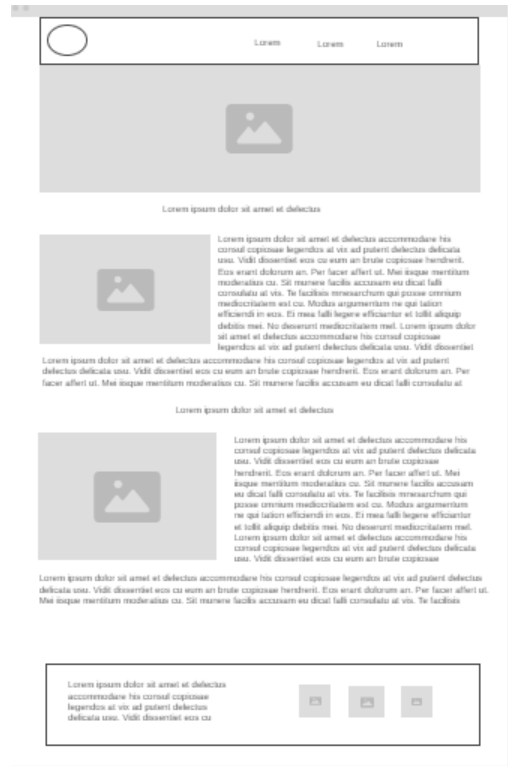 Lorem
Lorem
Lorem
Lorem ipsum dolor sit amet et delectus
Lorem ipsum dolor sit amet et delectus accommodare his
consul copiosae legendos at vix ad putent delectus delicata
usu. Vidit dissentiet eos cu eum an brute copiosae hendrerit.
Eos erant dolorum an. Per facer affert ut. Mei iisque mentitum
moderatius cu. Sit munere facilis accusam eu dicat falli
consulatu at vis. Te facilisis mnesarchum qui posse omnium
mediocritatem est cu. Modus argumentum ne qui tation
efficiendi in eos. Ei mea falli legere efficiantur et tollit aliquip
debitis mei. No deserunt mediocritatem mel. Lorem ipsum dolor
sit amet et delectus accommodare his consul copiosae
legendos at vix ad putent delectus delicata usu. Vidit dissentiet
Lorem ipsum dolor sit amet et delectus accommodare his consul copiosae legendos at vix ad putent
delectus delicata usu. Vidit dissentiet eos cu eum an brute copiosae hendrerit. Eos erant dolorum an. Per
facer affert ut. Mei iisque mentitum moderatius cu. Sit munere facilis accusam eu dicat falli consulatu at
Lorem ipsum dolor sit amet et delectus
Lorem ipsum dolor sit amet et delectus accommodare his
consul copiosae legendos at vix ad putent delectus delicata
usu. Vidit dissentiet eos cu eum an brute copiosae
hendrerit. Eos erant dolorum an. Per facer affert ut. Mei
iisque mentitum moderatius cu. Sit munere facilis accusam
eu dicat falli consulatu at vis. Te facilisis mnesarchum qui
posse omnium mediocritatem est cu. Modus argumentum
ne qui tation efficiendi in eos. Ei mea falli legere efficiantur
et tollit aliquip debitis mei. No deserunt mediocritatem mel.
Lorem ipsum dolor sit amet et delectus accommodare his
consul copiosae legendos at vix ad putent delectus delicata
usu. Vidit dissentiet eos cu eum an brute copiosae
Lorem ipsum dolor sit amet et delectus accommodare his consul copiosae legendos at vix ad putent delectus
delicata usu. Vidit dissentiet eos cu eum an brute copiosae hendrerit. Eos erant dolorum an. Per facer affert ut.
Mei iisque mentitum moderatius cu. Sit munere facilis accusam eu dicat falli consulatu at vis. Te facilisis
Lorem ipsum dolor sit amet et delectus
accommodare his consul copiosae
legendos at vix ad putent delectus
delicata usu. Vidit dissentiet eos cu